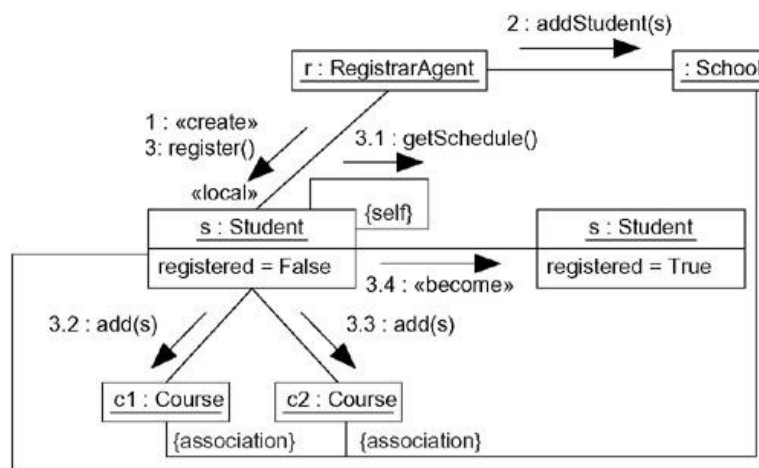 2 : addStudent(s)
r : RegistrarAgent
: School
1 : «create»
3: register()
3.1 : getSchedule()
«local»
{self}
s : Student
registered = False
s : Student
registered = True
3.4 : «become»
3.2 : add(s)
3.3 : add(s)
c1 : Course
c2 : Course
{association}
{association}